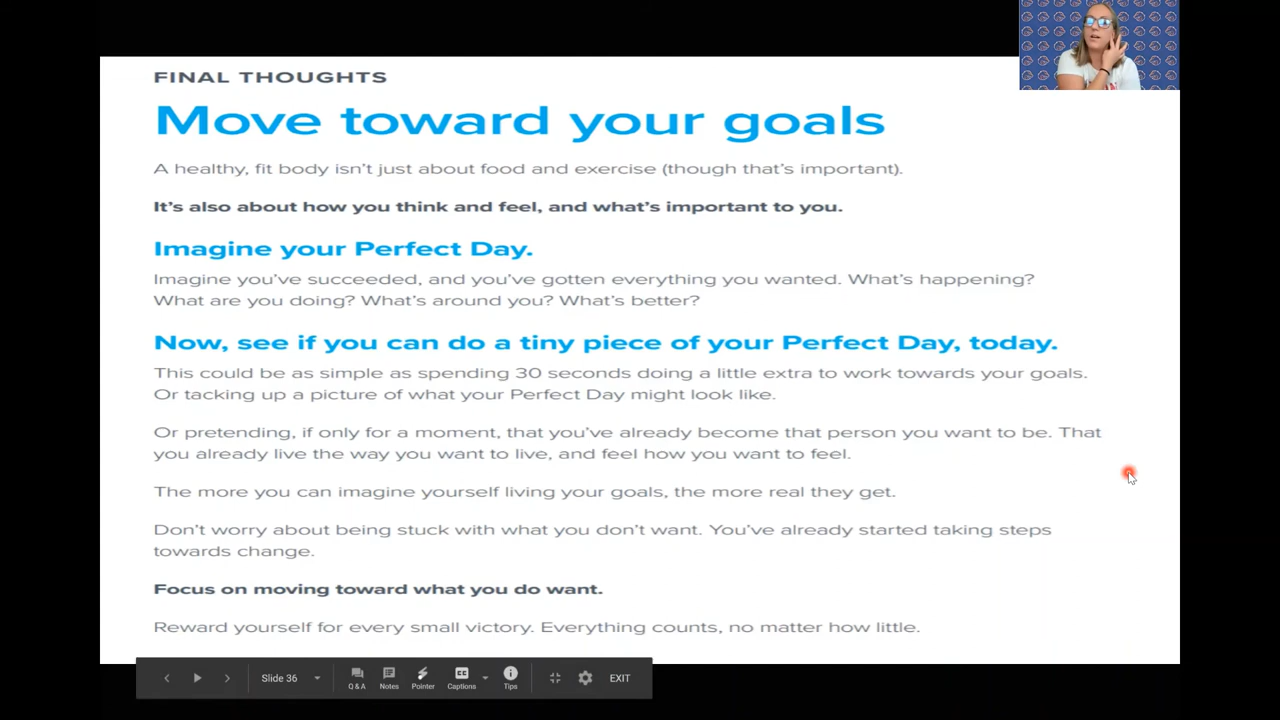 FINAL THOUGHTS
Move toward your goals
A healthy, fit body isn't just about food and exercise (though that's important).
It's also about how you think and feel, and what's important to you.
Imagine your Perfect Day.
Imagine you've succeeded, and you've gotten everything you wanted. What's happening?
What are you doing? What's around you? What's better?
Now, see if you can do a tiny piece of your Perfect Day, today.
This could be as simple as spending 30 seconds doing a little extra to work towards your goals.
Or tacking up a picture of what your Perfect Day might look like.
Or pretending, if only for a moment, that you've already become that person you want to be. That
you already live the way you want to live, and feel how you want to feel.
The more you can imagine yourself living your goals, the more real they get.
Don't worry about being stuck with what you don't want. You've already started taking steps
towards change.
Focus on moving toward what you do want.
Reward yourself for every small victory. Everything counts, no matter how little.
Slide 36
Q & A
Notes
Pointer
CC
Captions
Tips
EXIT